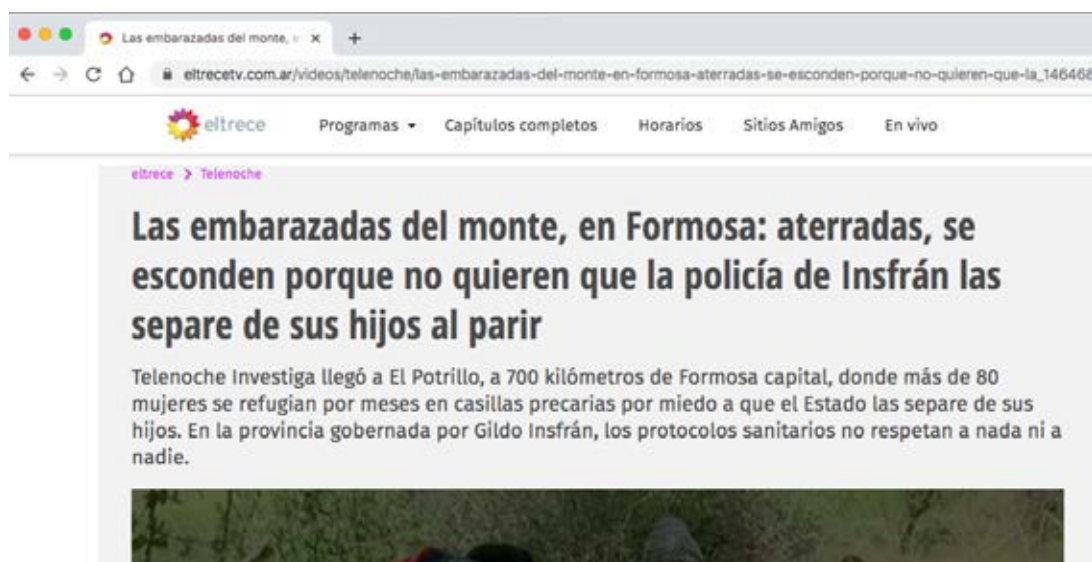 Las embarazadas del monte, e
eltrecetv.com.ar/videos/telenoche/las-embarazadas-del-monte-en-formosa-aterradas-se-esconden-porque-no-quieren-que-la_146468
eltrece Programas Capítulos completos Horarios Sitios Amigos En vivo
eltrece > Telenoche
Las embarazadas del monte, en Formosa: aterradas, se
esconden porque no quieren que la policía de Insfrán las
separe de sus hijos al parir
Telenoche Investiga llegó a El Potrillo, a 700 kilómetros de Formosa capital, donde más de 80
mujeres se refugian por meses en casillas precarias por miedo a que el Estado las separe de sus
hijos. En la provincia gobernada por Gildo Insfrán, los protocolos sanitarios no respetan a nada ni a
nadie.